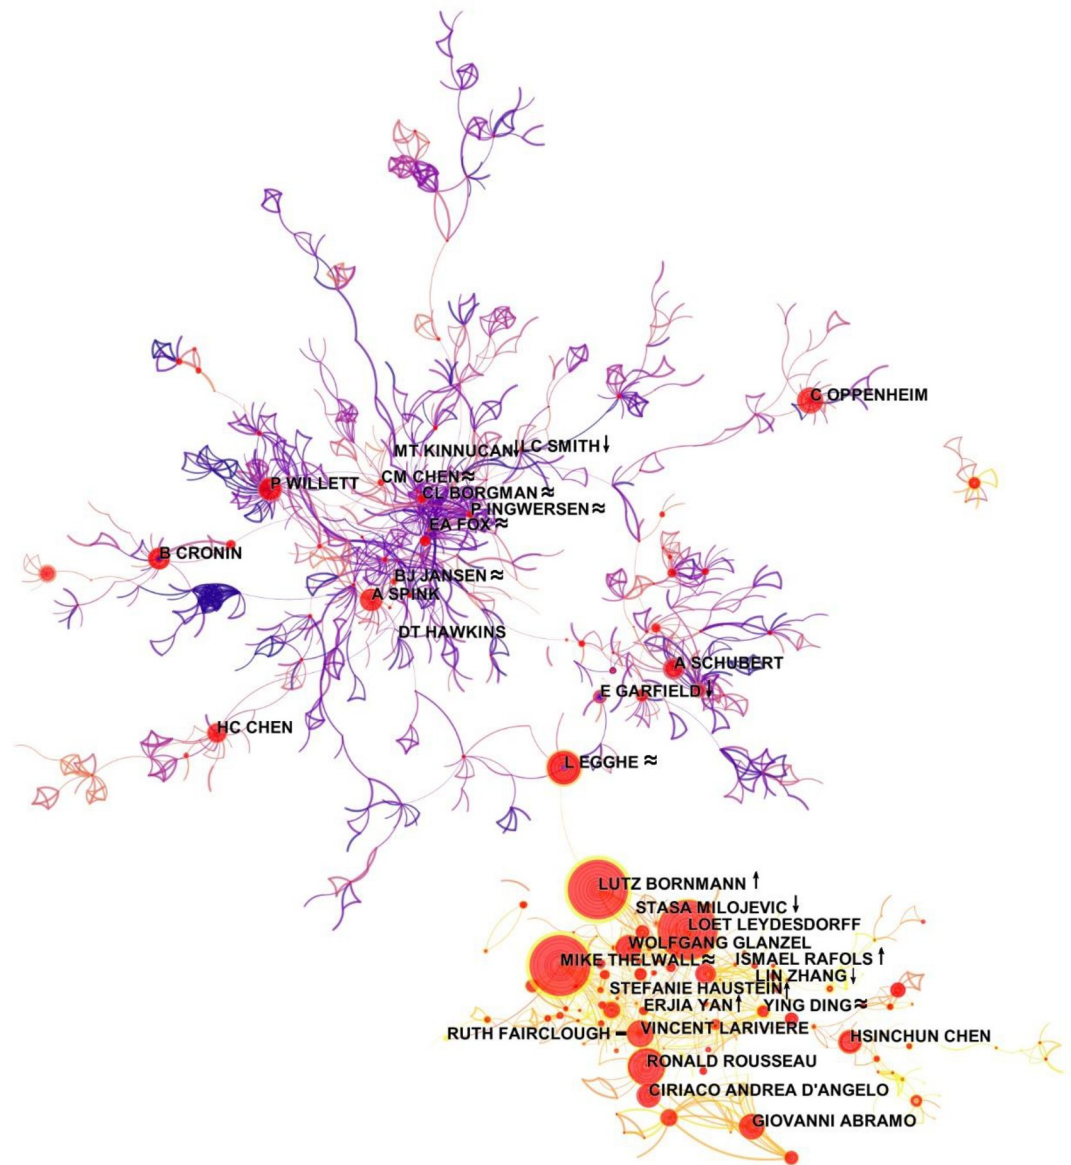 C OPPENHEIM
MT KINNUCAN↓
LC SMITH↓
CM CHEN≈
P WILLETT
CL BORGMAN≈
P INGWERSEN≈
EA FOX≈
B CRONIN
BJ JANSEN≈
A SPINK
DT HAWKINS
A SCHUBERT
E GARFIELD↓
HC CHEN
L EGGHE≈
LUTZ BORNMANN↑
STASA MILOJEVIC↓
LOET LEYDESDORFF
WOLFGANG GLANZEL
MIKE THELWALL≈
ISMAEL RAFOLS↑
LIN ZHANG↓
STEFANIE HAUSTEIN↑
ERJIA YAN↑
YING DING≈
RUTH FAIRCLOUGH –
VINCENT LARIVIERE
HSINCHUN CHEN
RONALD ROUSSEAU
CIRIACO ANDREA D'ANGELO
GIOVANNI ABRAMO